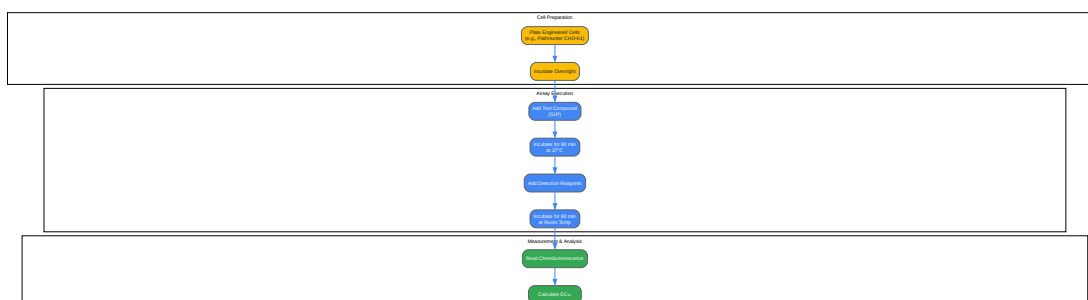 Cell Preparation
Plate Engineered Cells
(e.g., PathHunter CHO-K1)
Incubate Overnight
Assay Execution
Add Test Compound
(S1P)
Incubate for 90 min
at 37°C
Add Detection Reagents
Incubate for 60 min
at Room Temp
Measurement & Analysis
Read Chemiluminescence
Calculate EC₅₀